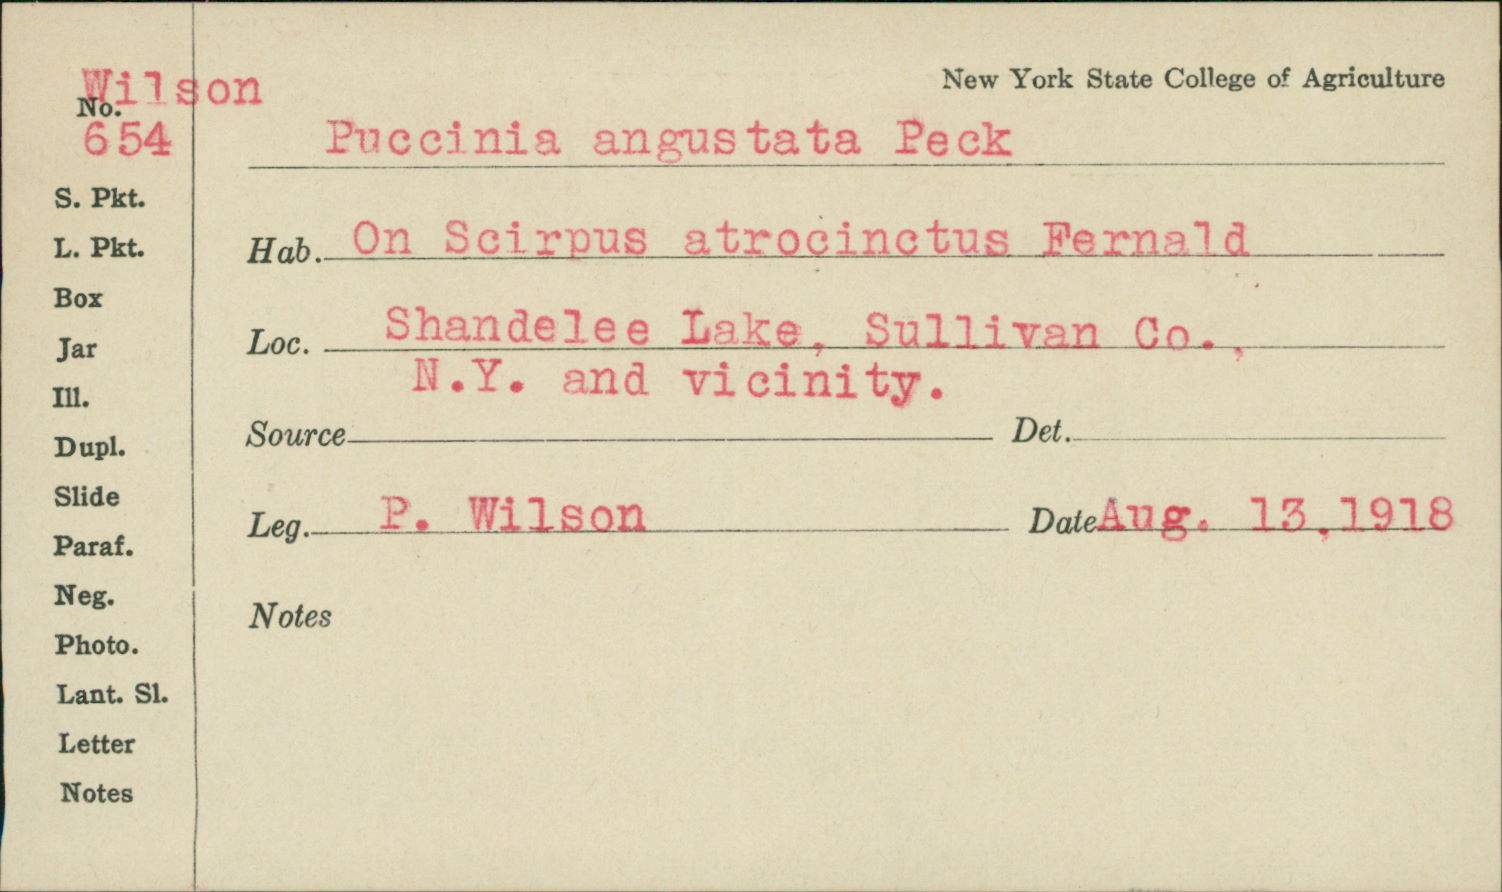 Wilson
New York State College of Agriculture
No.
654
Puccinia angustata Peck
S. Pkt.
L. Pkt.
Hab. On Scirpus atrocinctus Fernald
Box
Jar
Loc. Shandelee Lake, Sullivan Co.,
N.Y. and vicinity.
Ill.
Dupl.
Source Det.
Slide
Leg. P. Wilson Date Aug. 13,1918
Paraf.
Neg.
Notes
Photo.
Lant. Sl.
Letter
Notes